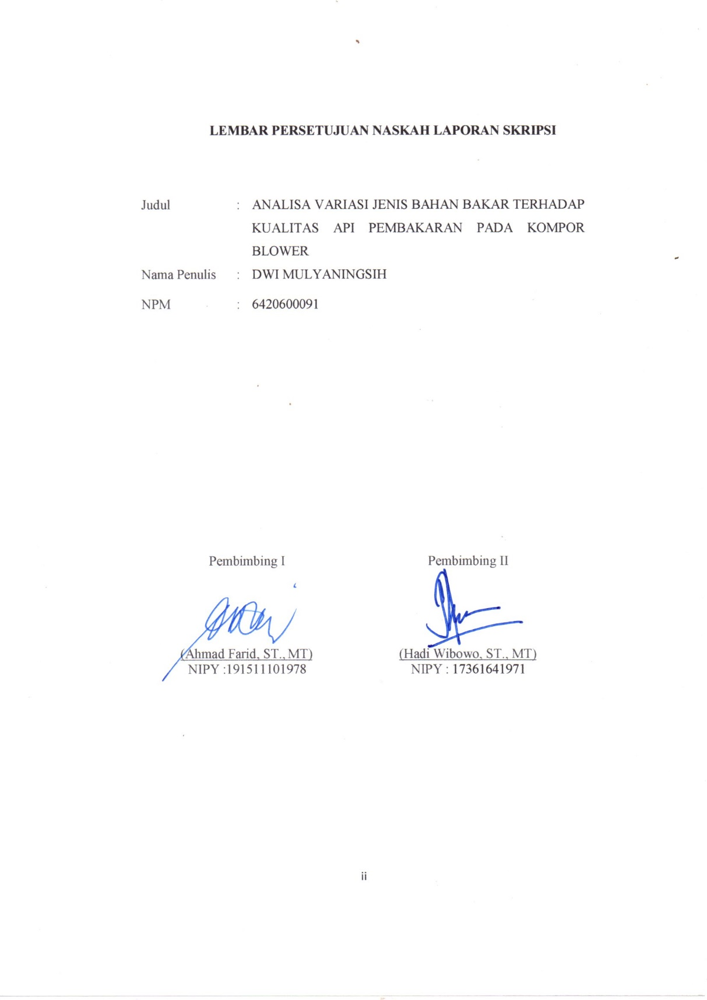 LEMBAR PERSETUJUAN NASKAH LAPORAN SKRIPSI
Judul : ANALISA VARIASI JENIS BAHAN BAKAR TERHADAP
KUALITAS API PEMBAKARAN PADA KOMPOR
BLOWER
Nama Penulis : DWI MULYANINGSIH
NPM : 6420600091
Pembimbing I
Pembimbing II
(Ahmad Farid, ST., MT)
(Hadi Wibowo, ST., MT)
NIPY :191511101978
NIPY : 17361641971
ii